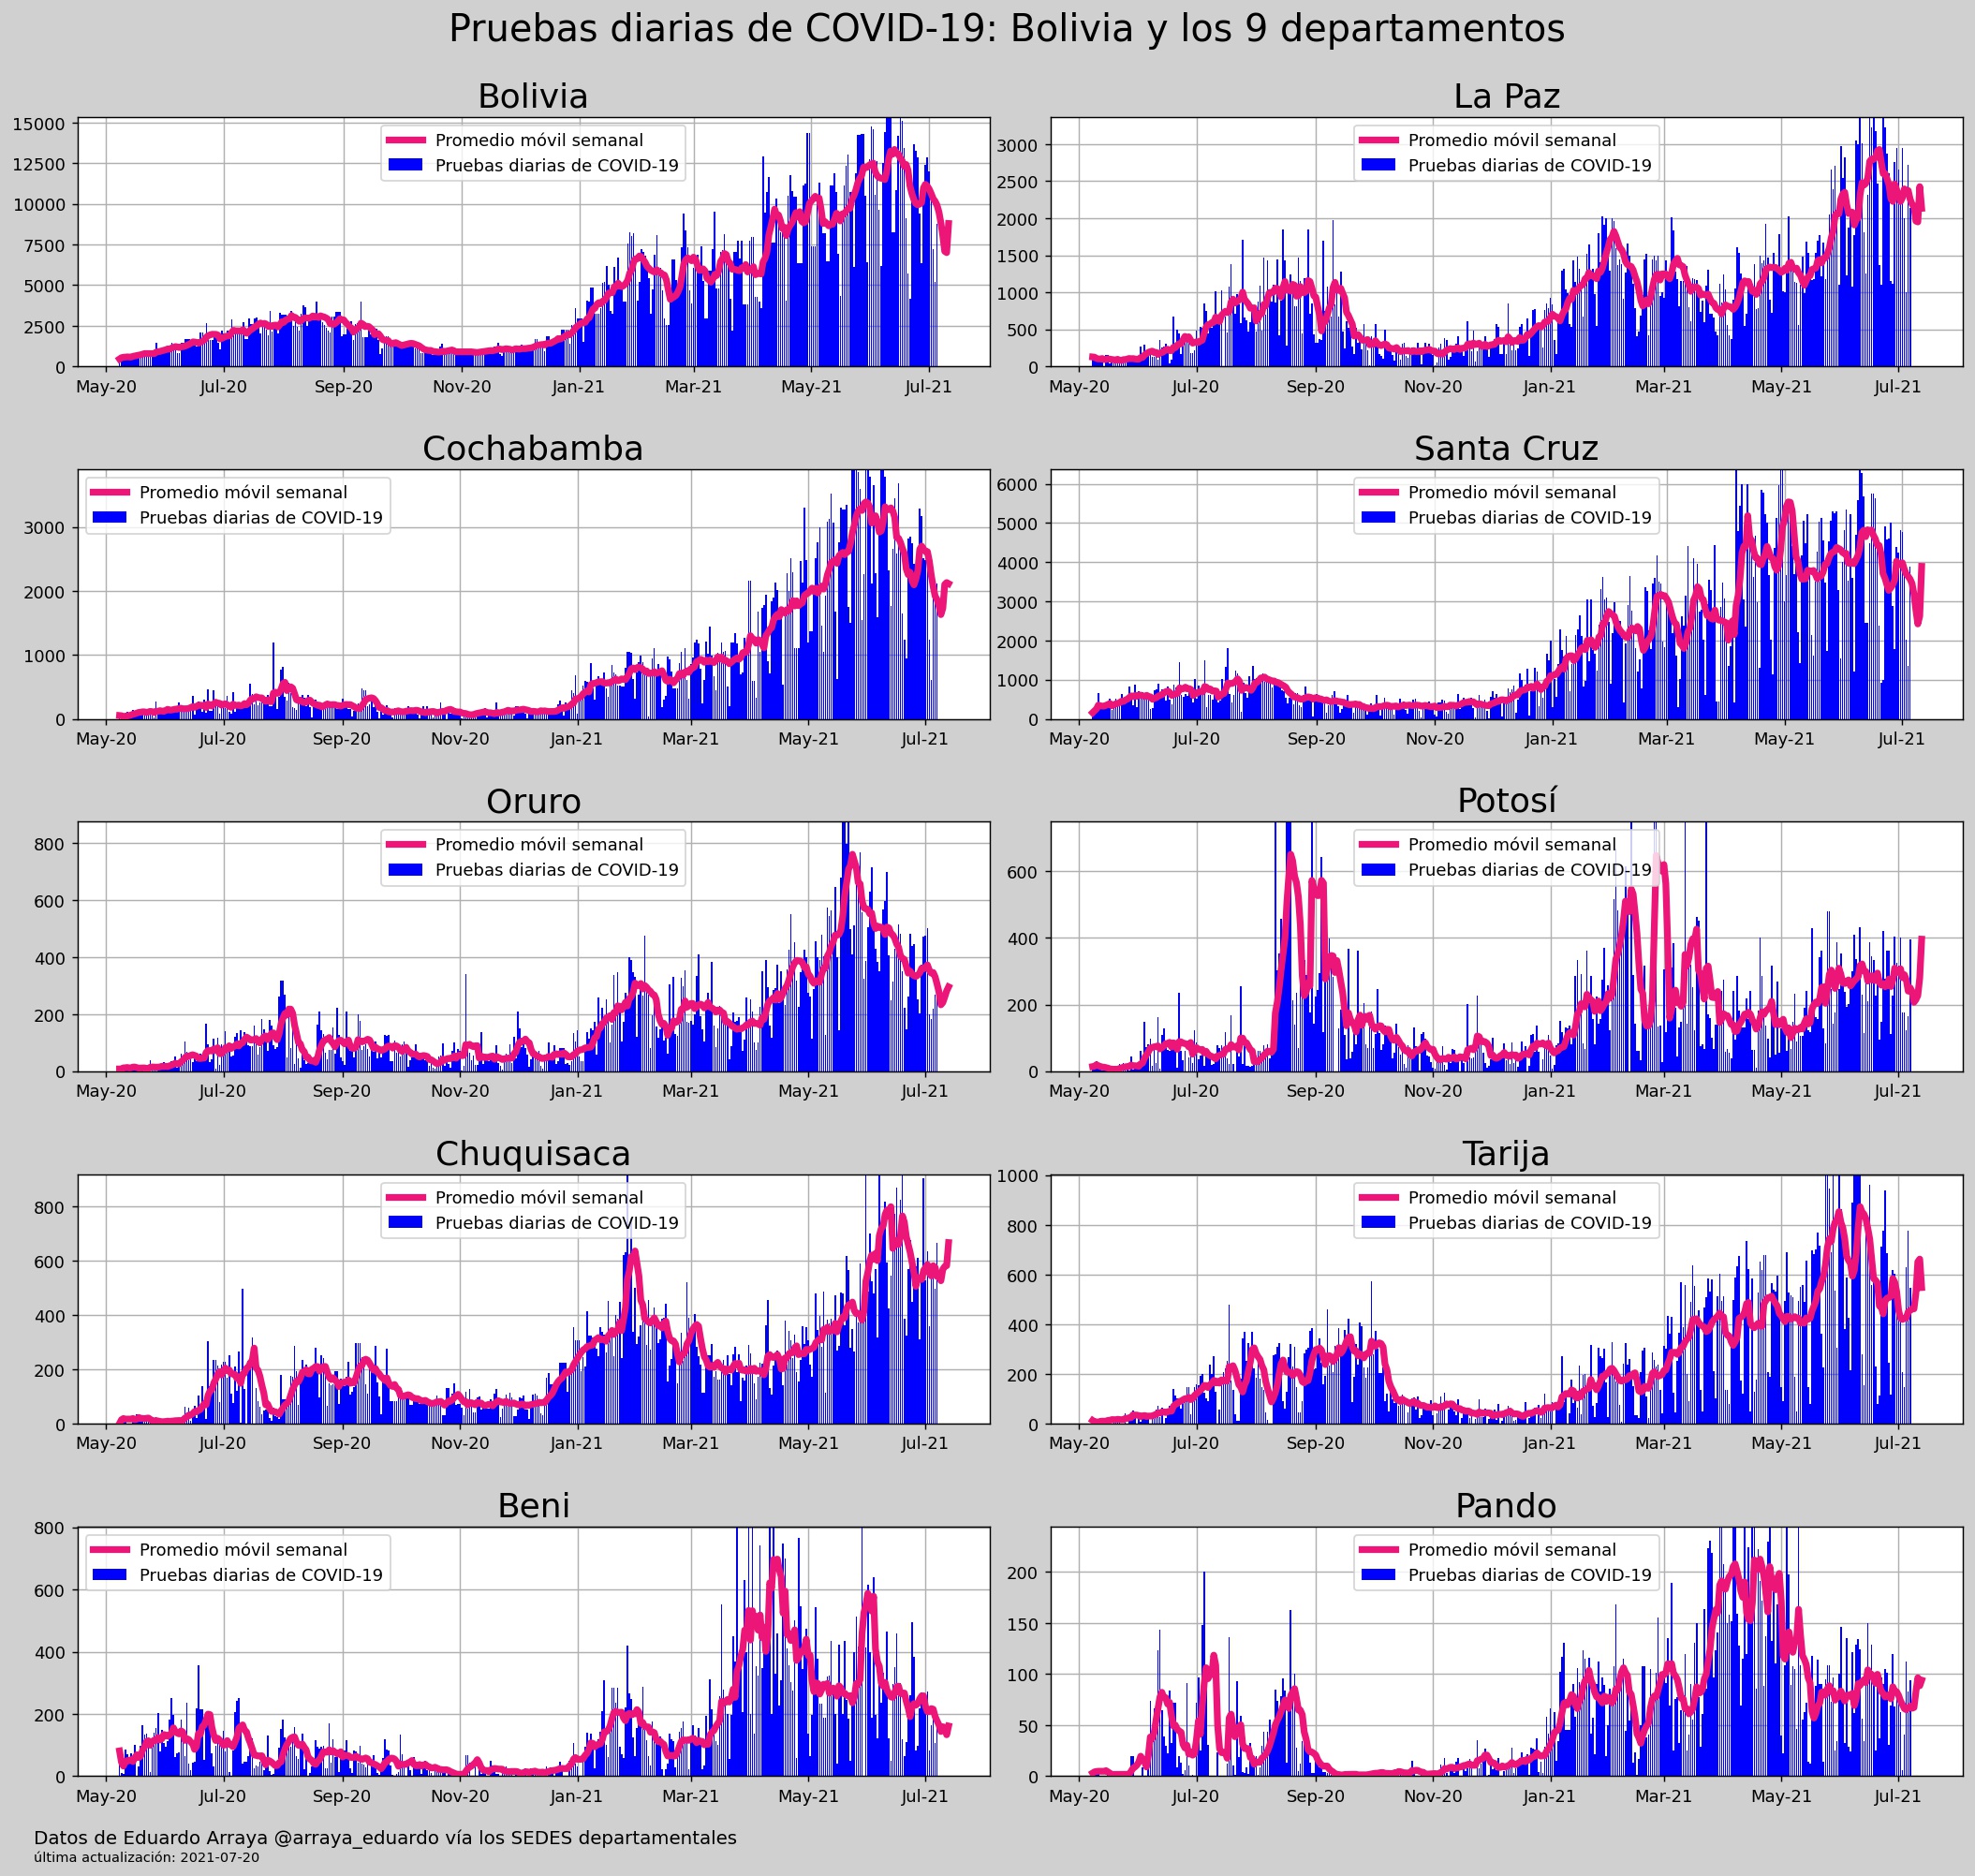 Pruebas diarias de COVID-19: Bolivia y los 9 departamentos
Bolivia
15000
12500
10000
7500
5000
2500
0
Promedio móvil semanal
Pruebas diarias de COVID-19
May-20 Jul-20 Sep-20 Nov-20 Jan-21 Mar-21 May-21 Jul-21
La Paz
3000
2500
2000
1500
1000
500
0
Promedio móvil semanal
Pruebas diarias de COVID-19
May-20 Jul-20 Sep-20 Nov-20 Jan-21 Mar-21 May-21 Jul-21
Cochabamba
3000
2000
1000
0
Promedio móvil semanal
Pruebas diarias de COVID-19
May-20 Jul-20 Sep-20 Nov-20 Jan-21 Mar-21 May-21 Jul-21
Santa Cruz
6000
5000
4000
3000
2000
1000
0
Promedio móvil semanal
Pruebas diarias de COVID-19
May-20 Jul-20 Sep-20 Nov-20 Jan-21 Mar-21 May-21 Jul-21
Oruro
800
600
400
200
0
Promedio móvil semanal
Pruebas diarias de COVID-19
May-20 Jul-20 Sep-20 Nov-20 Jan-21 Mar-21 May-21 Jul-21
Potosí
600
400
200
0
Promedio móvil semanal
Pruebas diarias de COVID-19
May-20 Jul-20 Sep-20 Nov-20 Jan-21 Mar-21 May-21 Jul-21
Chuquisaca
800
600
400
200
0
Promedio móvil semanal
Pruebas diarias de COVID-19
May-20 Jul-20 Sep-20 Nov-20 Jan-21 Mar-21 May-21 Jul-21
Tarija
1000
800
600
400
200
0
Promedio móvil semanal
Pruebas diarias de COVID-19
May-20 Jul-20 Sep-20 Nov-20 Jan-21 Mar-21 May-21 Jul-21
Beni
800
600
400
200
0
Promedio móvil semanal
Pruebas diarias de COVID-19
May-20 Jul-20 Sep-20 Nov-20 Jan-21 Mar-21 May-21 Jul-21
Pando
200
150
100
50
0
Promedio móvil semanal
Pruebas diarias de COVID-19
May-20 Jul-20 Sep-20 Nov-20 Jan-21 Mar-21 May-21 Jul-21
Datos de Eduardo Arraya @arraya_eduardo vía los SEDES departamentales
última actualización: 2021-07-20